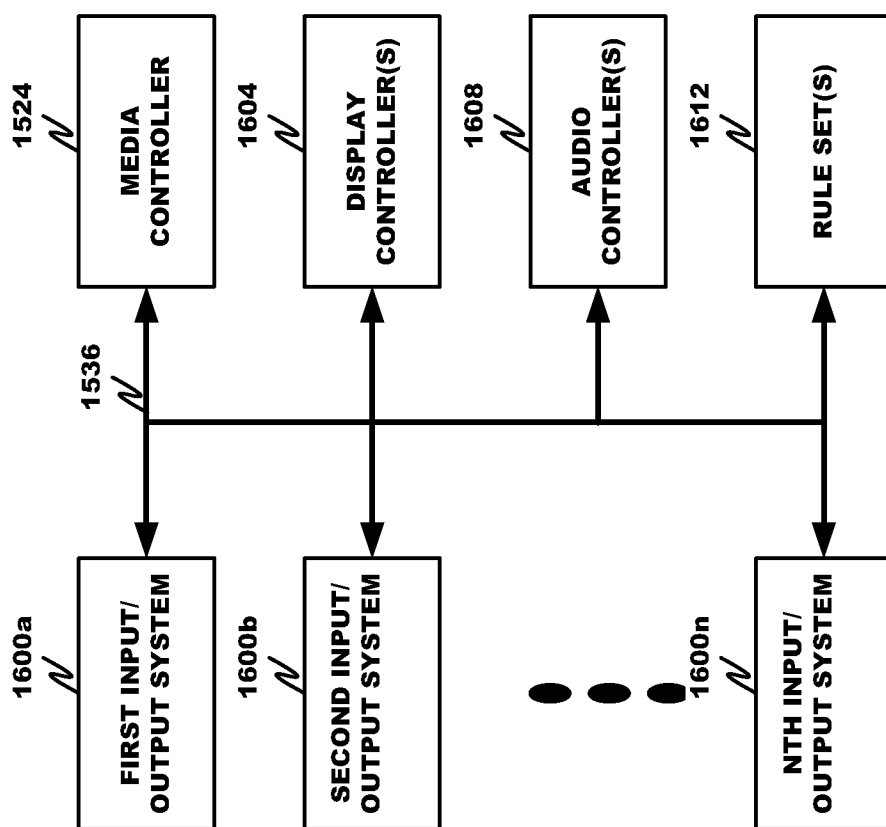 1524
MEDIA
CONTROLLER
1604
DISPLAY
CONTROLLER(S)
1608
AUDIO
CONTROLLER(S)
1612
RULE SET(S)
1536
1600a
FIRST INPUT/
OUTPUT SYSTEM
1600b
SECOND INPUT/
OUTPUT SYSTEM
1600n
NTH INPUT/
OUTPUT SYSTEM